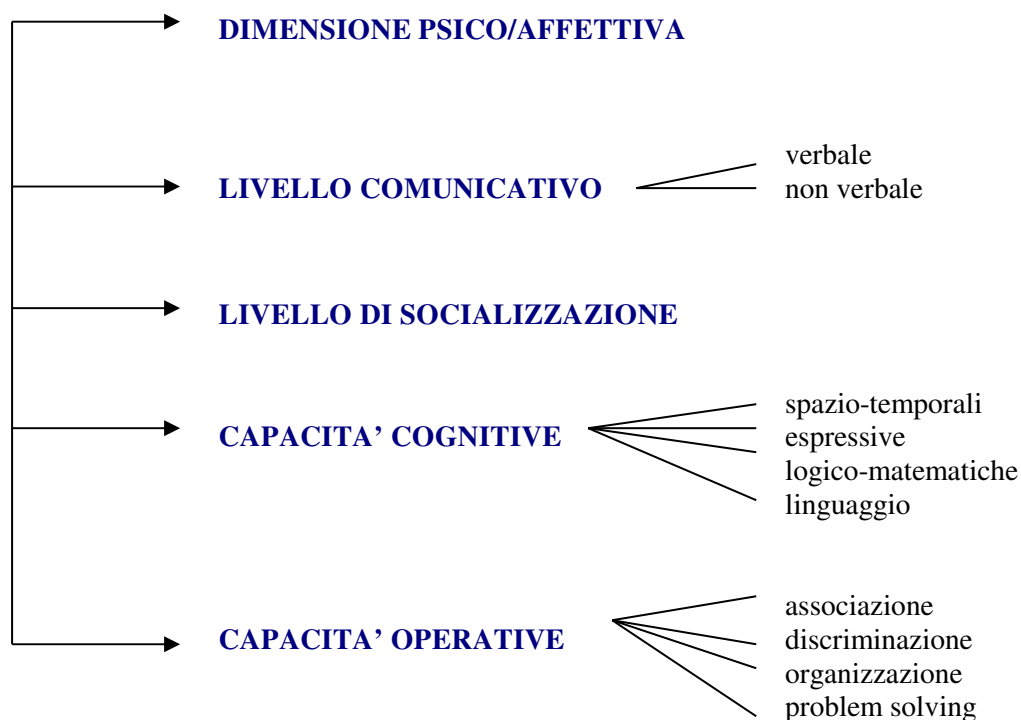 DIMENSIONE PSICO/AFFETTIVA
LIVELLO COMUNICATIVO
verbale
non verbale
LIVELLO DI SOCIALIZZAZIONE
CAPACITA’ COGNITIVE
spazio-temporali
espressive
logico-matematiche
linguaggio
CAPACITA’ OPERATIVE
associazione
discriminazione
organizzazione
problem solving